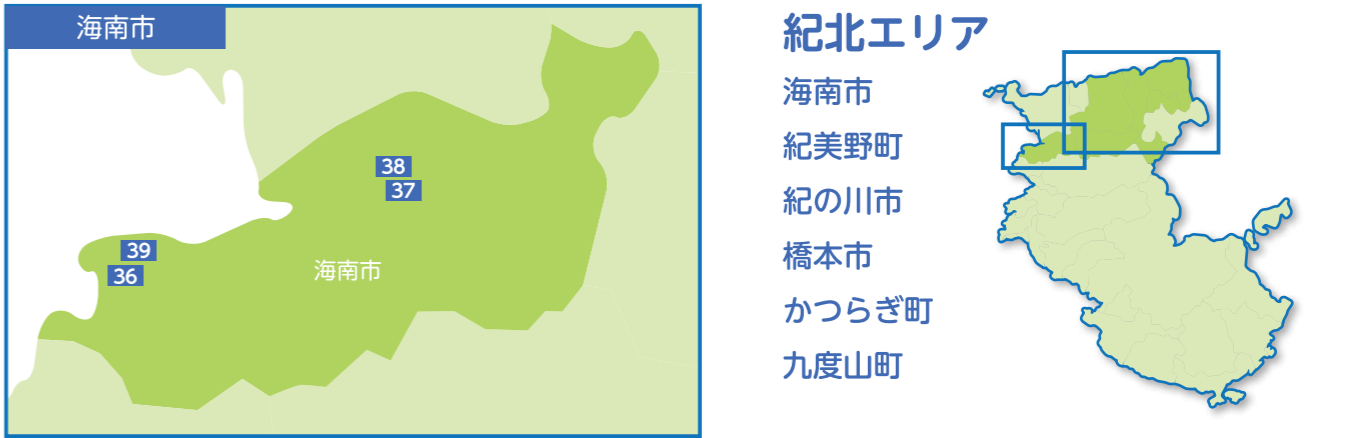 海南市
38
37
39
36
海南市
紀北エリア
海南市
紀美野町
紀の川市
橋本市
かつらぎ町
九度山町